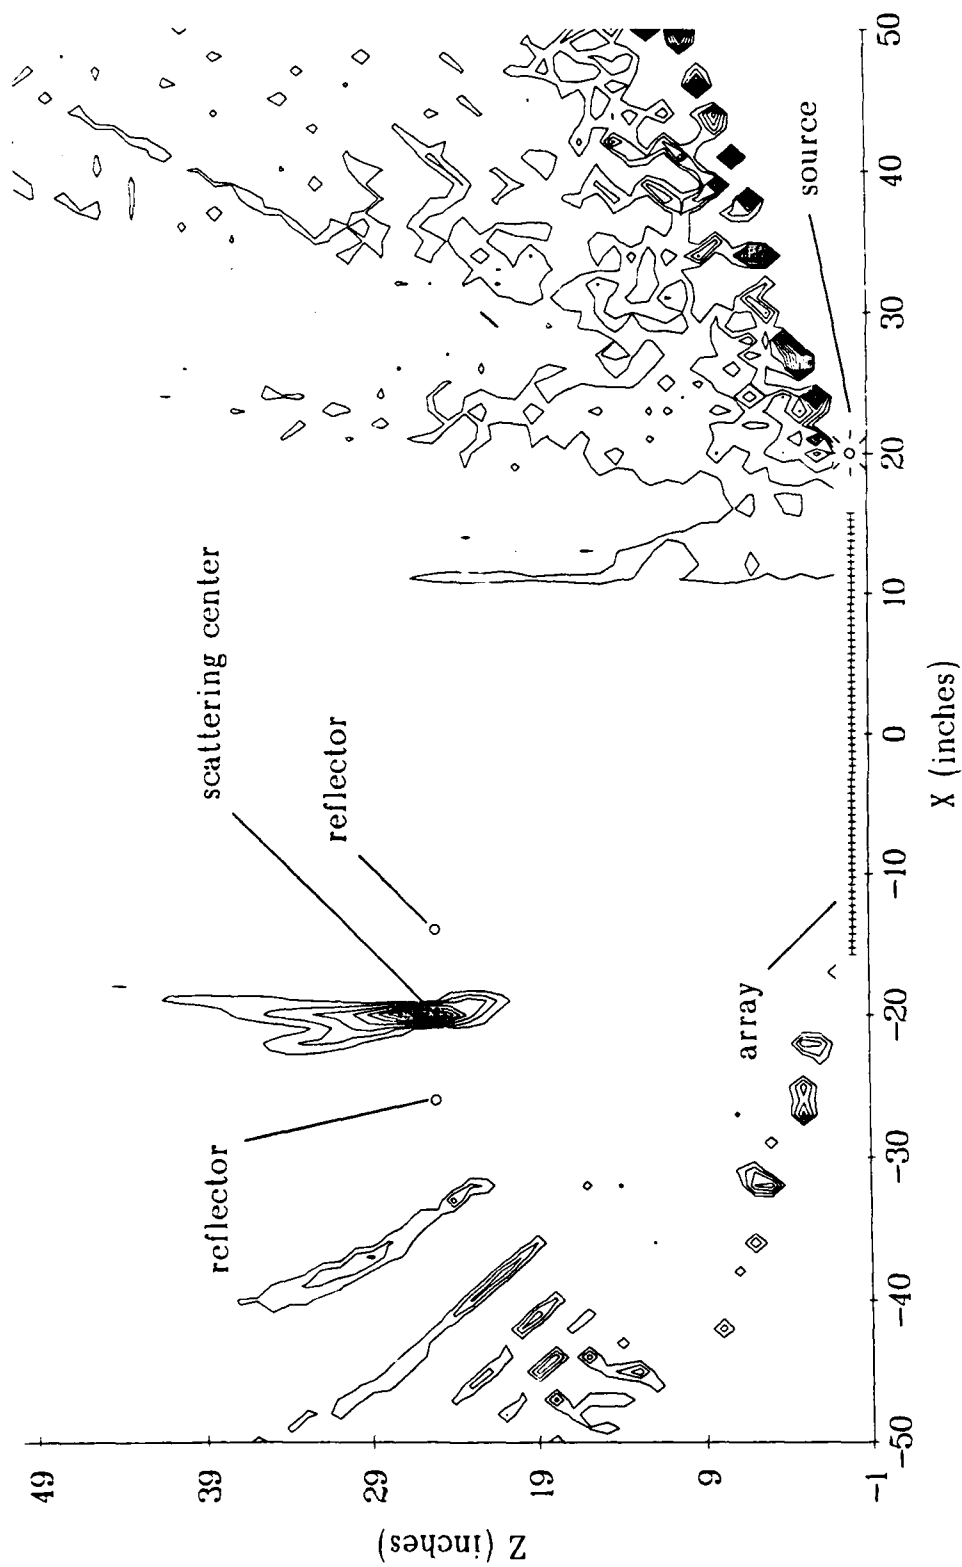 Z (inches)
49
39
29
19
9
-1
-50
-40
-30
-20
-10
0
10
20
30
40
50
X (inches)
reflector
scattering center
reflector
array
source